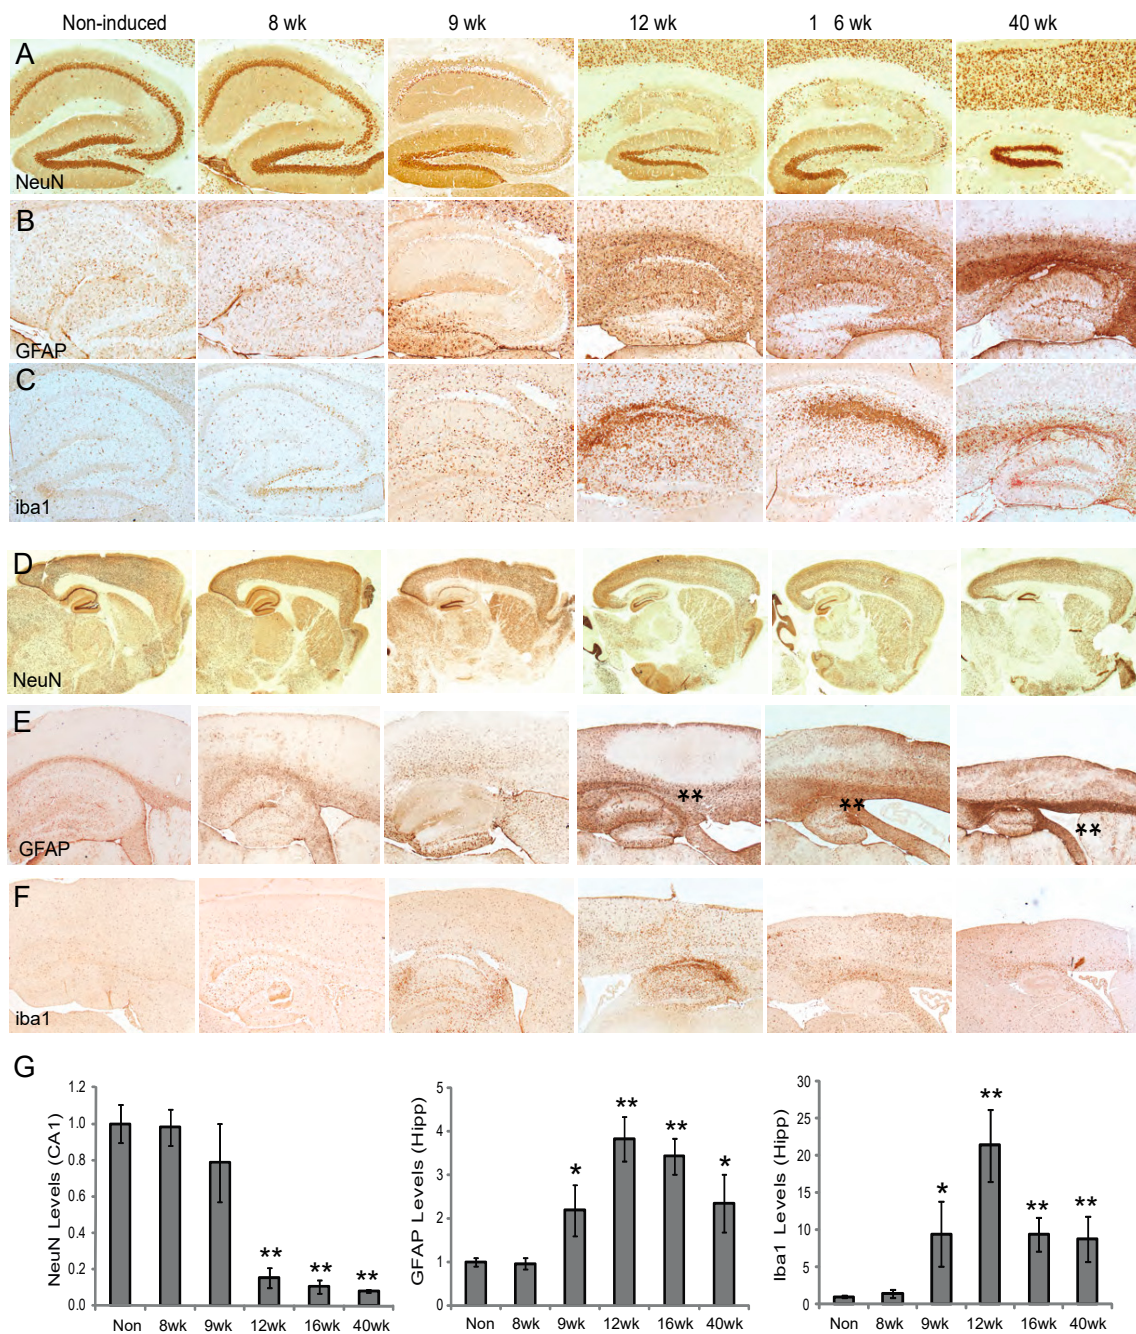 Non-induced 8 wk 9 wk 12 wk 1 6 wk 40 wk
A
NeuN
B
GFAP
C
iba1
D
NeuN
E
** ** **
GFAP
F
iba1
G
NeuN Levels (CA1)
1.2
1.0
0.8
0.6
0.4
0.2
0.0
** ** **
Non 8wk 9wk 12wk 16wk 40wk
GFAP Levels (Hipp)
5
4
3
2
1
0
* ** ** *
Non 8wk 9wk 12wk 16wk 40wk
Iba1 Levels (Hipp)
30
25
20
15
10
5
0
* ** ** **
Non 8wk 9wk 12wk 16wk 40wk